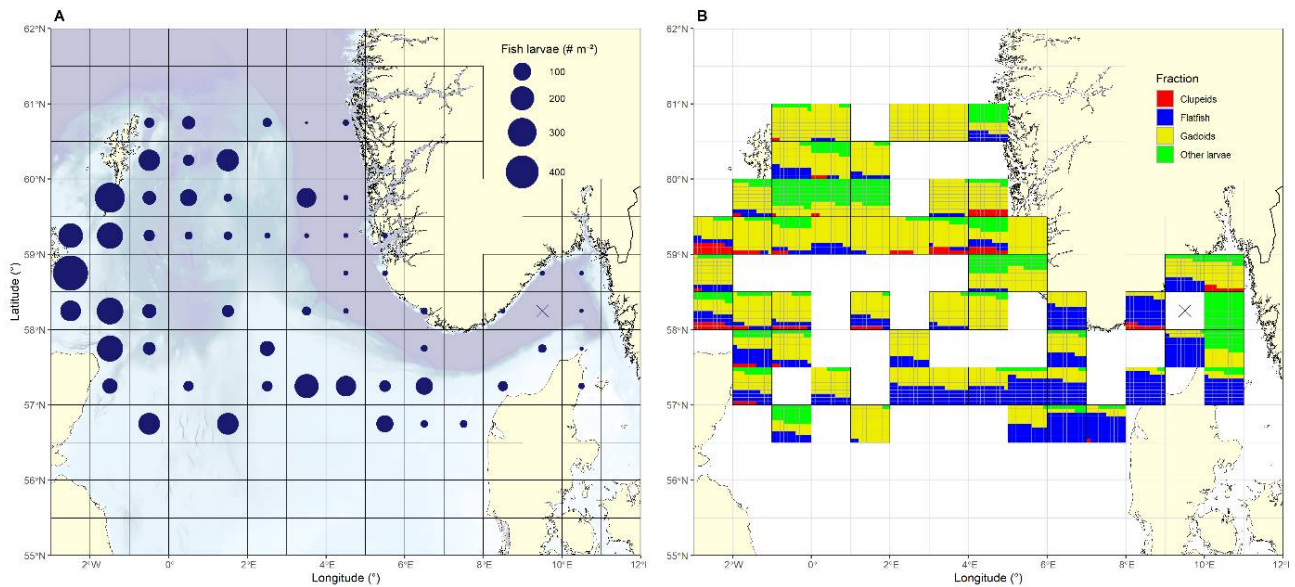 A
62°N
61°N
60°N
59°N
58°N
57°N
56°N
55°N
Latitude (°)
2°W
0°
2°E
4°E
6°E
8°E
10°E
12°E
Longitude (°)
Fish larvae (# m⁻²)
100
200
300
400
B
62°N
61°N
60°N
59°N
58°N
57°N
56°N
55°N
2°W
0°
2°E
4°E
6°E
8°E
10°E
12°E
Longitude (°)
Fraction
Clupeids
Flatfish
Gadoids
Other larvae